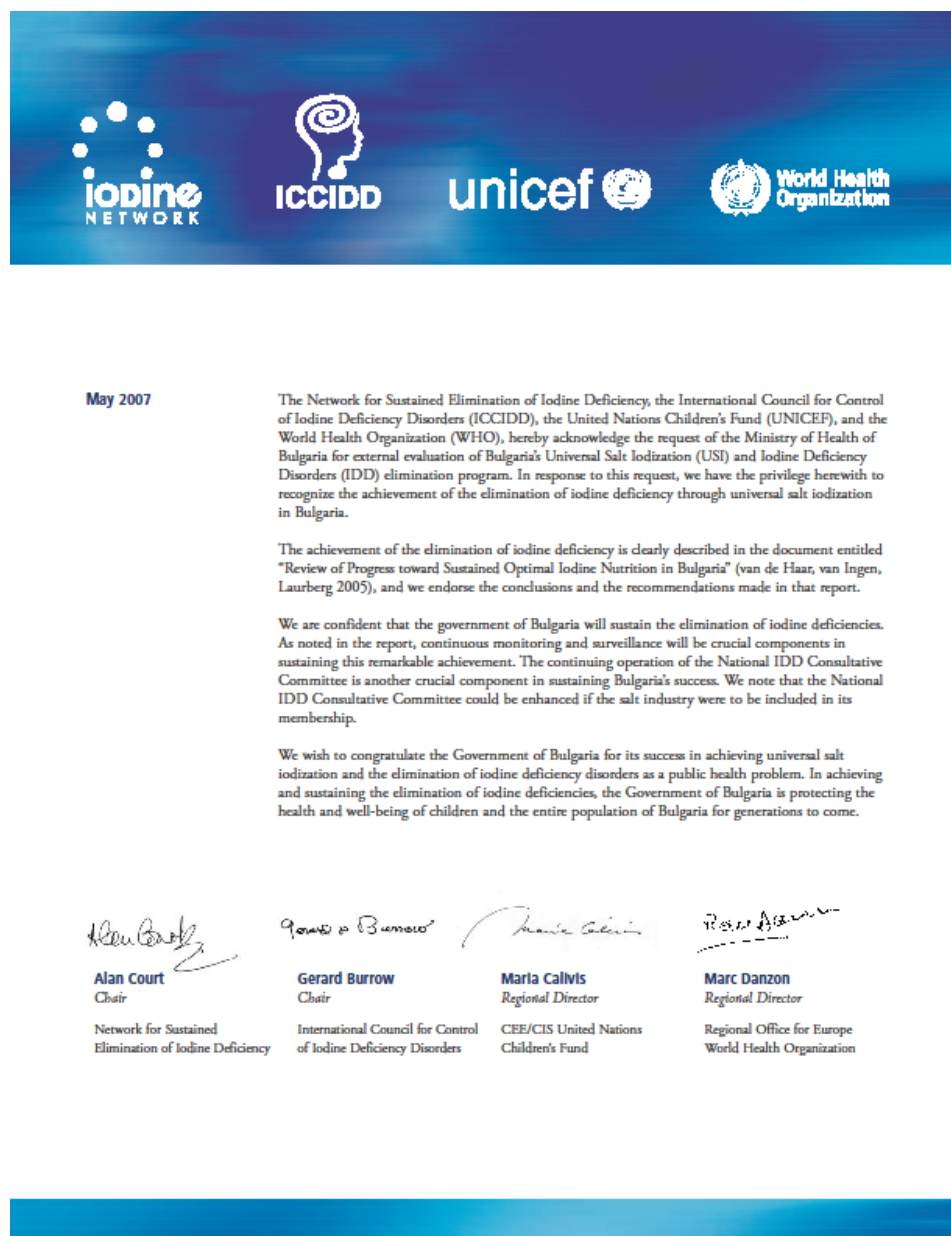 IODINE
NETWORK
ICCIDD
unicef
World Health
Organization
May 2007
The Network for Sustained Elimination of Iodine Deficiency, the International Council for Control
of Iodine Deficiency Disorders (ICCIDD), the United Nations Children's Fund (UNICEF), and the
World Health Organization (WHO), hereby acknowledge the request of the Ministry of Health of
Bulgaria for external evaluation of Bulgaria's Universal Salt Iodization (USI) and Iodine Deficiency
Disorders (IDD) elimination program. In response to this request, we have the privilege herewith to
recognize the achievement of the elimination of iodine deficiency through universal salt iodization
in Bulgaria.
The achievement of the elimination of iodine deficiency is clearly described in the document entitled
"Review of Progress toward Sustained Optimal Iodine Nutrition in Bulgaria" (van de Haar, van Ingen,
Laurberg 2005), and we endorse the conclusions and the recommendations made in that report.
We are confident that the government of Bulgaria will sustain the elimination of iodine deficiencies.
As noted in the report, continuous monitoring and surveillance will be crucial components in
sustaining this remarkable achievement. The continuing operation of the National IDD Consultative
Committee is another crucial component in sustaining Bulgaria's success. We note that the National
IDD Consultative Committee could be enhanced if the salt industry were to be included in its
membership.
We wish to congratulate the Government of Bulgaria for its success in achieving universal salt
iodization and the elimination of iodine deficiency disorders as a public health problem. In achieving
and sustaining the elimination of iodine deficiencies, the Government of Bulgaria is protecting the
health and well-being of children and the entire population of Bulgaria for generations to come.
Alan Court
Chair
Network for Sustained
Elimination of Iodine Deficiency
Gerard Burrow
Chair
International Council for Control
of Iodine Deficiency Disorders
Maria Calivis
Regional Director
CEE/CIS United Nations
Children's Fund
Marc Danzon
Regional Director
Regional Office for Europe
World Health Organization